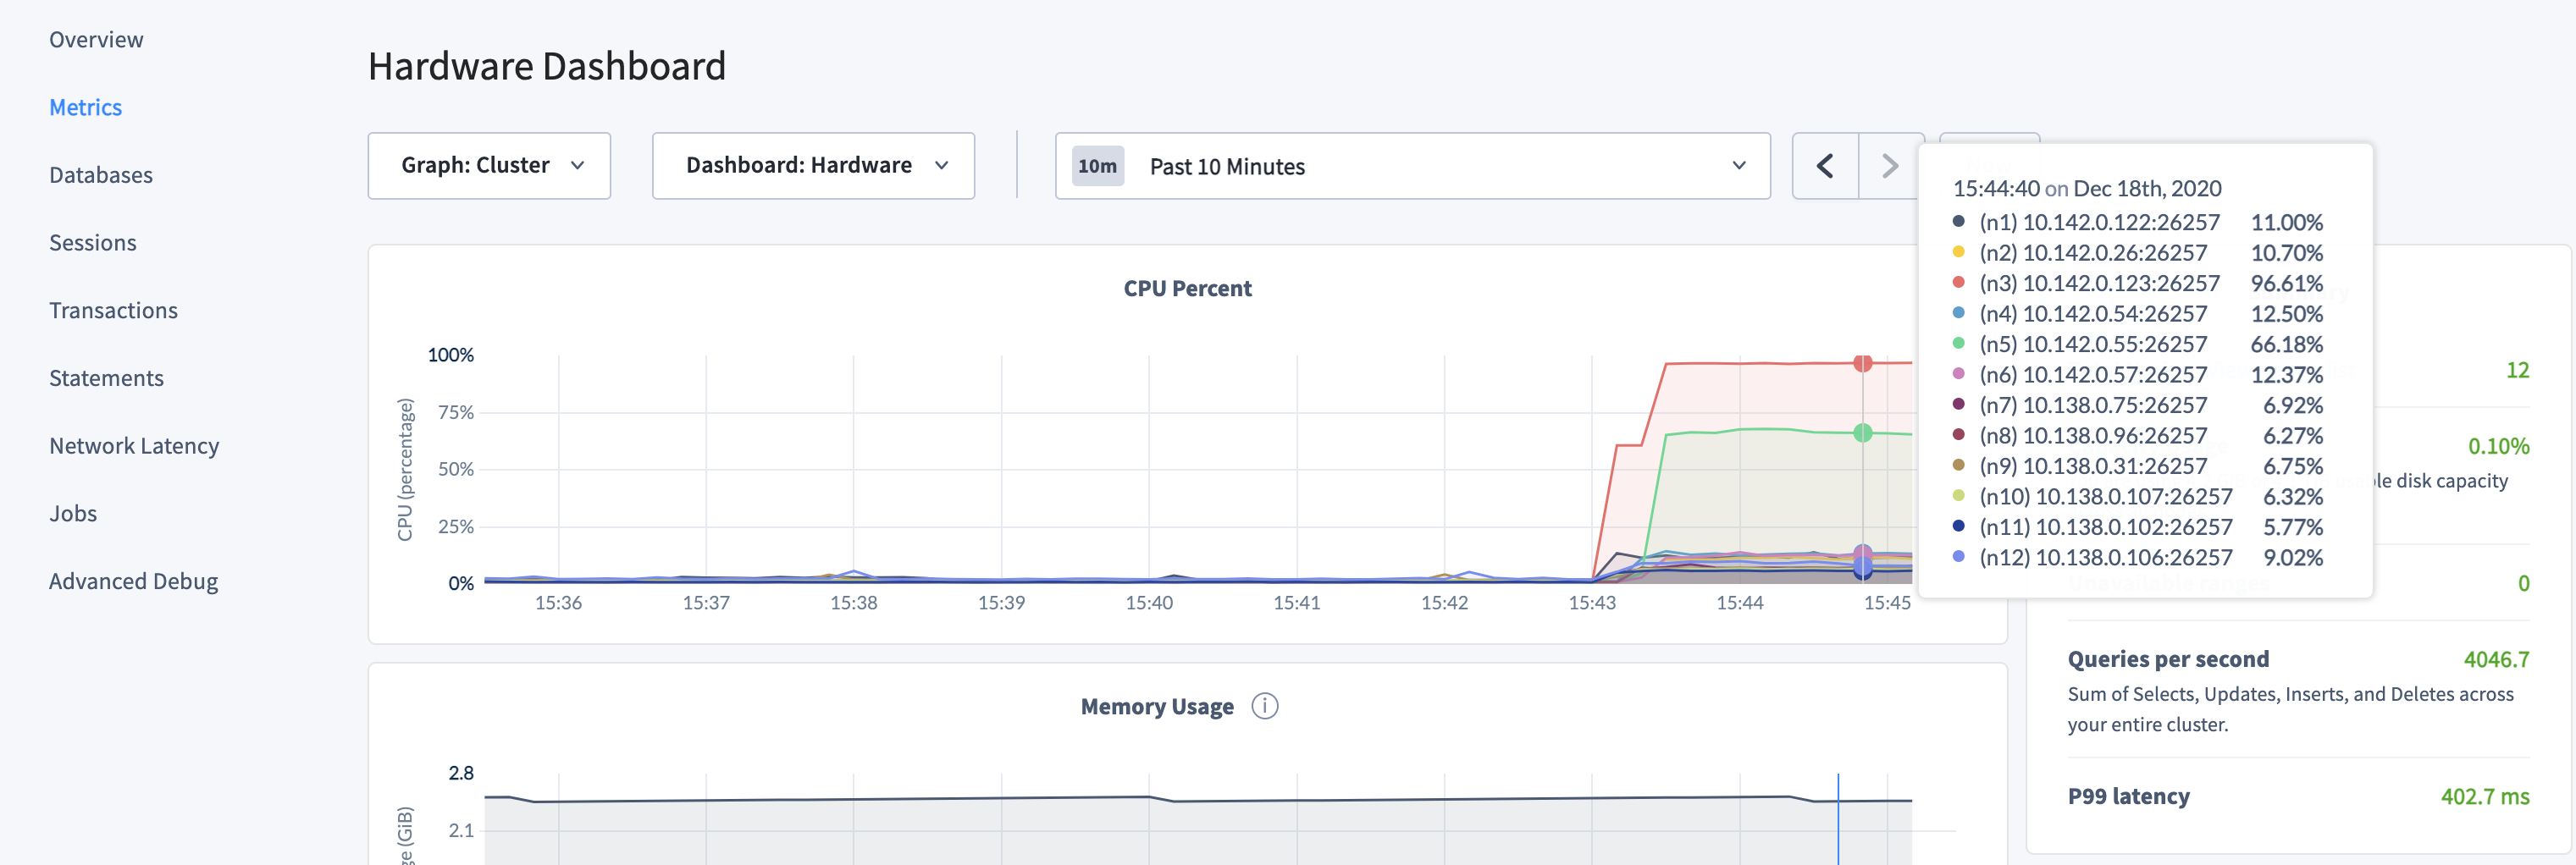 Overview
Metrics
Databases
Sessions
Transactions
Statements
Network Latency
Jobs
Advanced Debug
Hardware Dashboard
Graph: Cluster
Dashboard: Hardware
10m Past 10 Minutes
15:44:40 on Dec 18th, 2020
(n1) 10.142.0.122:26257 11.00%
(n2) 10.142.0.26:26257 10.70%
(n3) 10.142.0.123:26257 96.61%
(n4) 10.142.0.54:26257 12.50%
(n5) 10.142.0.55:26257 66.18%
(n6) 10.142.0.57:26257 12.37%
(n7) 10.138.0.75:26257 6.92%
(n8) 10.138.0.96:26257 6.27%
(n9) 10.138.0.31:26257 6.75%
(n10) 10.138.0.107:26257 6.32%
(n11) 10.138.0.102:26257 5.77%
(n12) 10.138.0.106:26257 9.02%
CPU Percent
CPU (percentage)
100%
75%
50%
25%
0%
15:36 15:37 15:38 15:39 15:40 15:41 15:42 15:43 15:44 15:45
Memory Usage
2.8
2.1
ge (GiB)
12
0.10%
ble disk capacity
Unavailable ranges 0
Queries per second 4046.7
Sum of Selects, Updates, Inserts, and Deletes across
your entire cluster.
P99 latency 402.7 ms